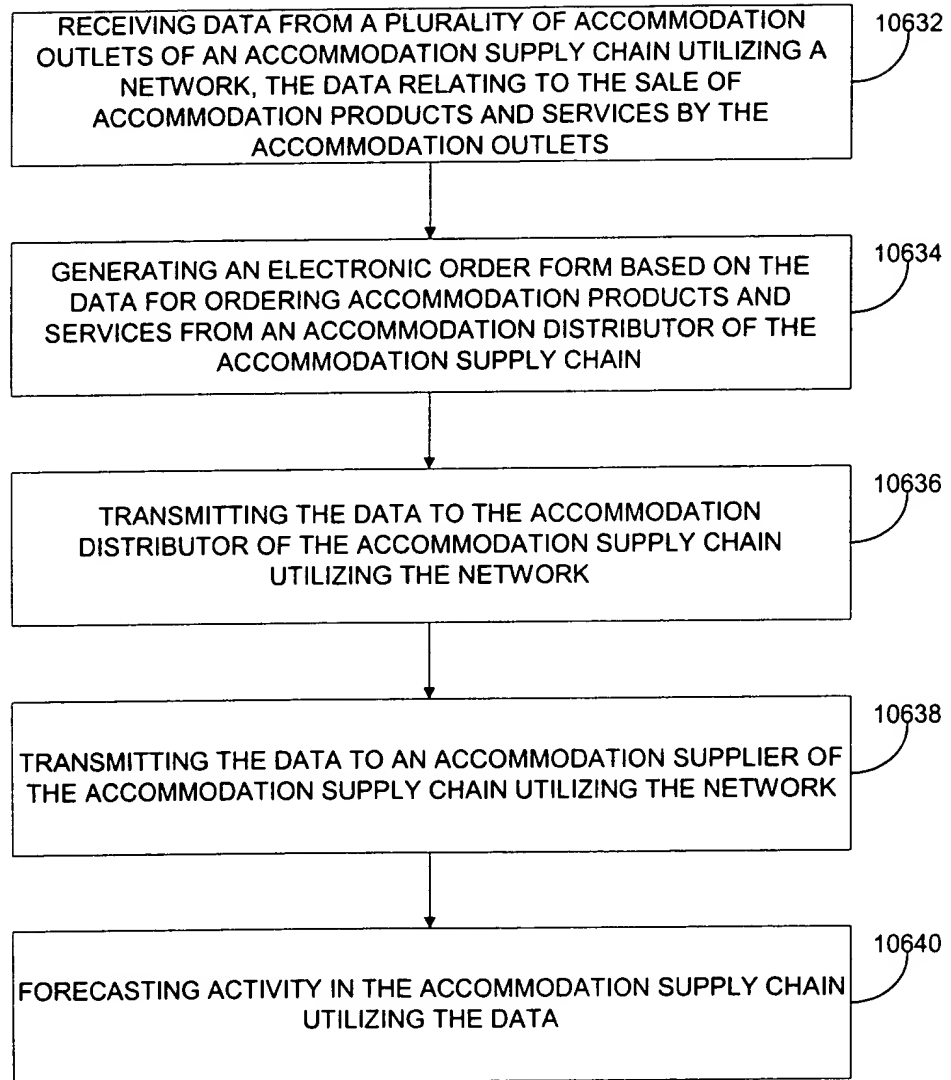 RECEIVING DATA FROM A PLURALITY OF ACCOMMODATION
OUTLETS OF AN ACCOMMODATION SUPPLY CHAIN UTILIZING A
NETWORK, THE DATA RELATING TO THE SALE OF
ACCOMMODATION PRODUCTS AND SERVICES BY THE
ACCOMMODATION OUTLETS
10632
GENERATING AN ELECTRONIC ORDER FORM BASED ON THE
DATA FOR ORDERING ACCOMMODATION PRODUCTS AND
SERVICES FROM AN ACCOMMODATION DISTRIBUTOR OF THE
ACCOMMODATION SUPPLY CHAIN
10634
TRANSMITTING THE DATA TO THE ACCOMMODATION
DISTRIBUTOR OF THE ACCOMMODATION SUPPLY CHAIN
UTILIZING THE NETWORK
10636
TRANSMITTING THE DATA TO AN ACCOMMODATION SUPPLIER OF
THE ACCOMMODATION SUPPLY CHAIN UTILIZING THE NETWORK
10638
FORECASTING ACTIVITY IN THE ACCOMMODATION SUPPLY CHAIN
UTILIZING THE DATA
10640